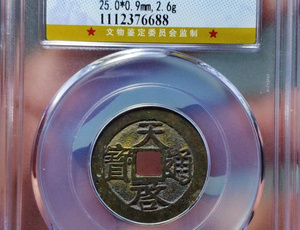 25.0*0.9mm, 2.6g
1112376688
★ 文物鉴定委员会监制 ★
天啓通寶